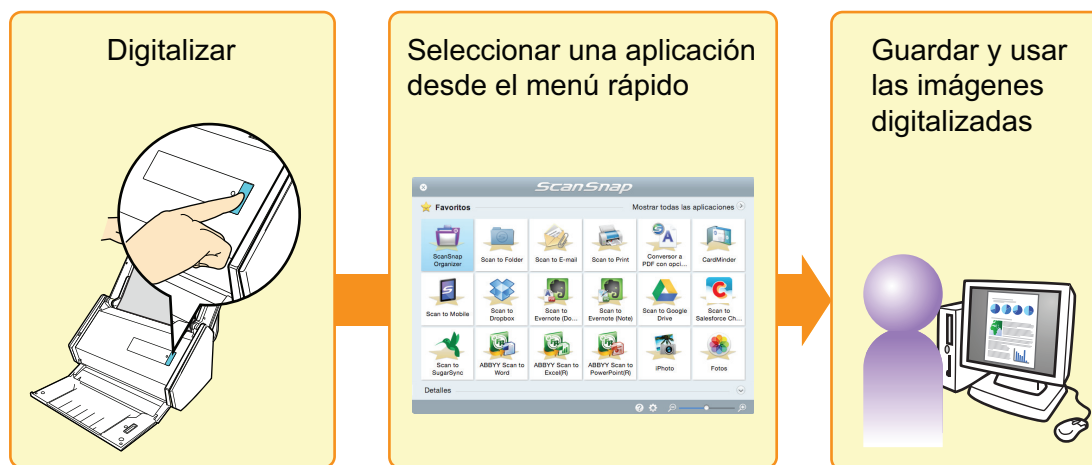 Digitalizar
Seleccionar una aplicación
desde el menú rápido
Guardar y usar
las imágenes
digitalizadas
ScanSnap
Favoritos
Mostrar todas las aplicaciones
ScanSnap
Organizer
Scan to Folder
Scan to E-mail
Scan to Print
Conversor a
PDF con opci...
CardMinder
Scan to Mobile
Scan to
Dropbox
Scan to
Evernote (Do...
Scan to
Evernote (Note)
Scan to Google
Drive
Scan to
Salesforce Ch...
Scan to
SugarSync
ABBYY Scan to
Word
ABBYY Scan to
Excel(R)
ABBYY Scan to
PowerPoint(R)
iPhoto
Fotos
Detalles